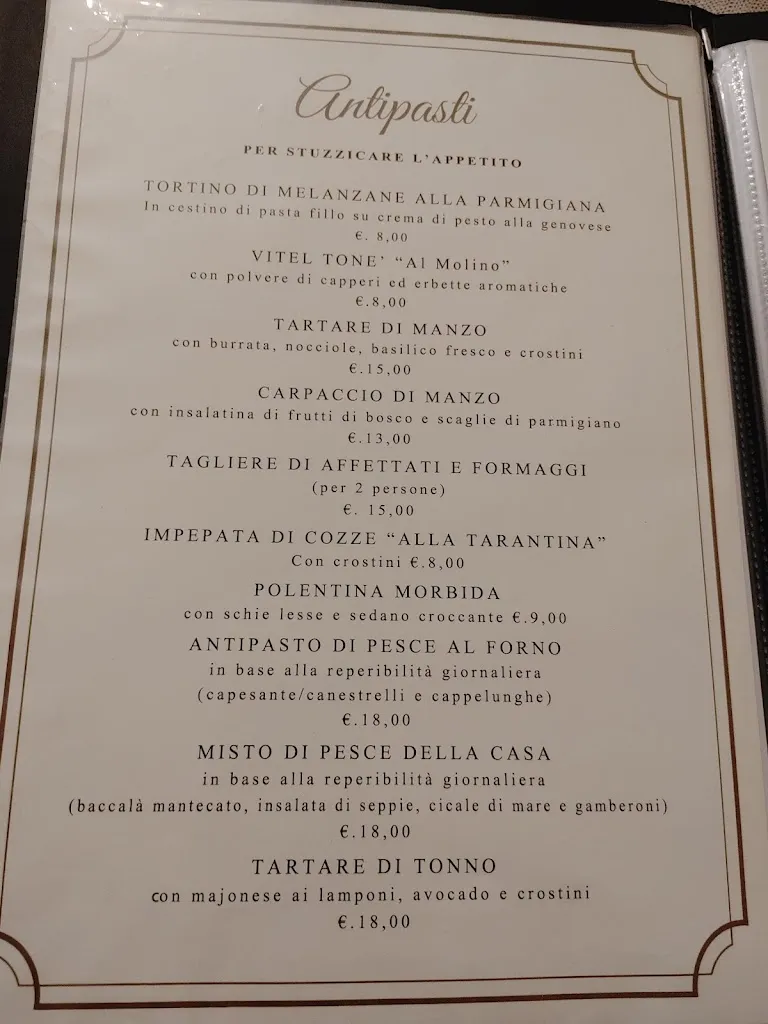 Antipasti
PER STUZZICARE L'APPETITO
TORTINO DI MELANZANE ALLA PARMIGIANA
In cestino di pasta fillo su crema di pesto alla genovese
€. 8,00
VITEL TONE' "Al Molino"
con polvere di capperi ed erbette aromatiche
€.8,00
TARTARE DI MANZO
con burrata, nocciole, basilico fresco e crostini
€.15,00
CARPACCIO DI MANZO
con insalatina di frutti di bosco e scaglie di parmigiano
€.13,00
TAGLIERE DI AFFETTATI E FORMAGGI
(per 2 persone)
€. 15,00
IMPEPATA DI COZZE "ALLA TARANTINA"
Con crostini €.8,00
POLENTINA MORBIDA
con schie lesse e sedano croccante €.9,00
ANTIPASTO DI PESCE AL FORNO
in base alla reperibilità giornaliera
(capesante/canestrelli e cappelunghe)
€.18,00
MISTO DI PESCE DELLA CASA
in base alla reperibilità giornaliera
(baccalà mantecato, insalata di seppie, cicale di mare e gamberoni)
€.18,00
TARTARE DI TONNO
con majonese ai lamponi, avocado e crostini
€.18,00